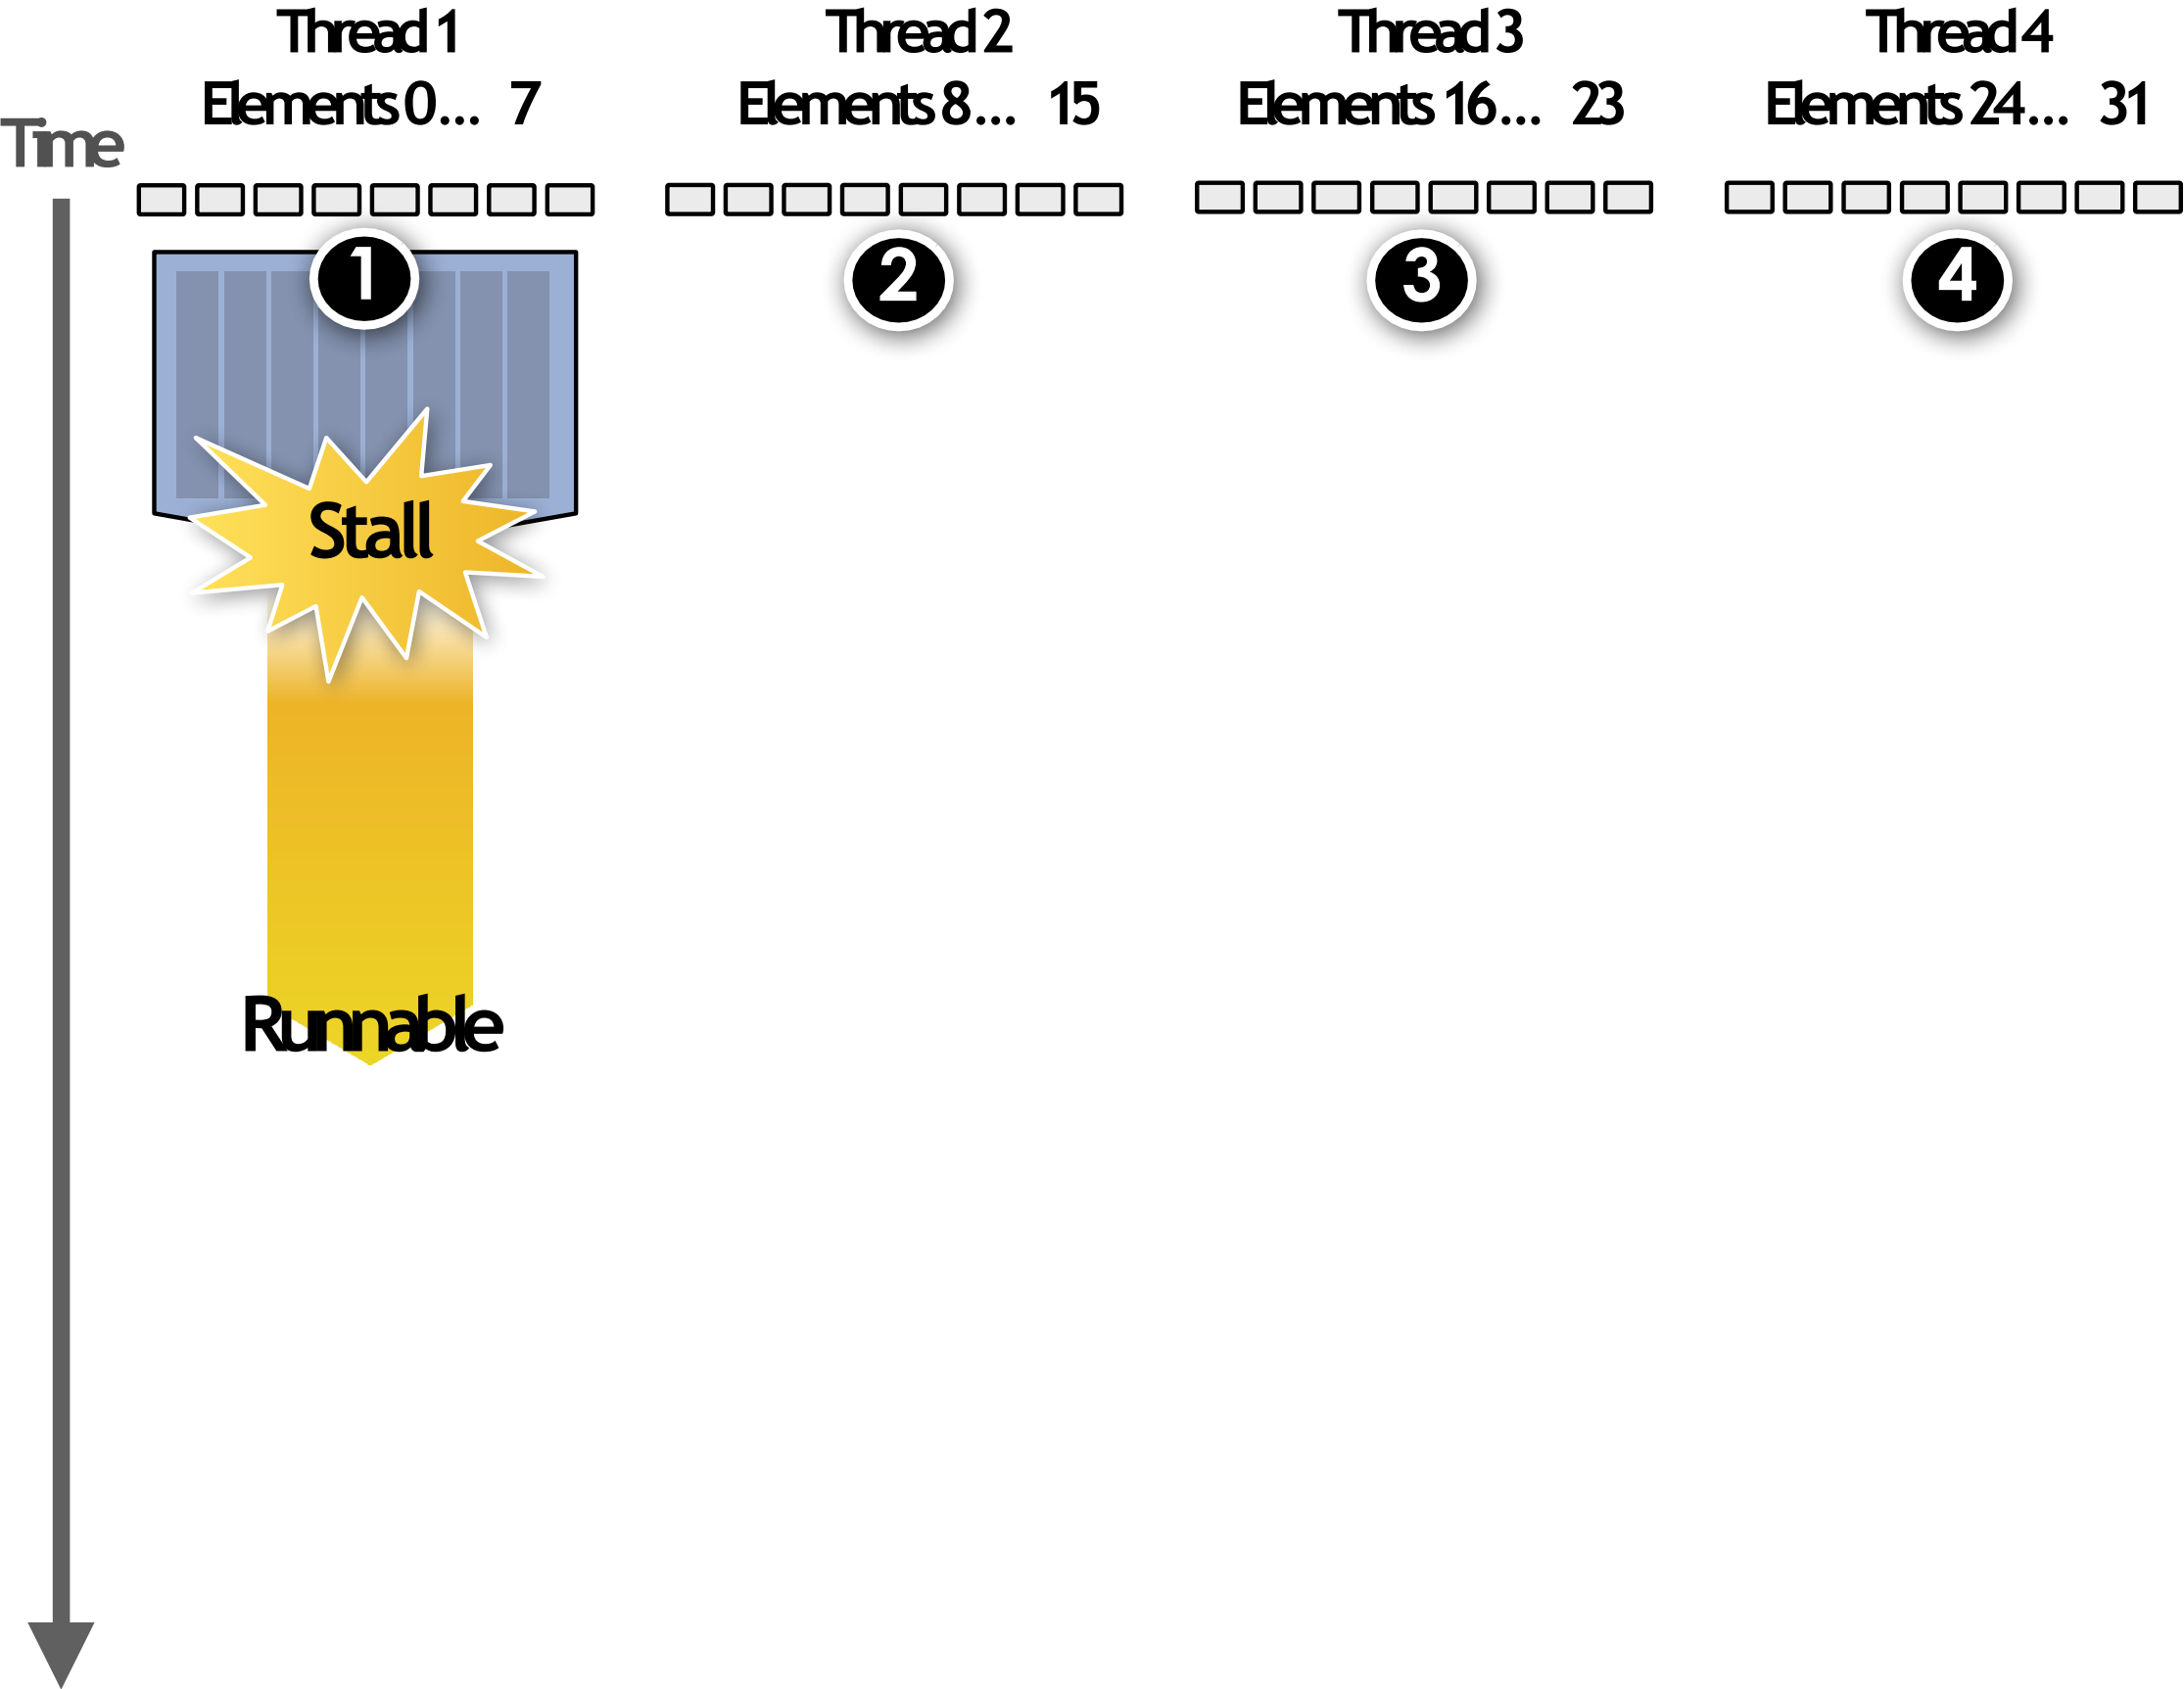 Thread 1
Elements 0 ... 7
Thread 2
Elements 8 ... 15
Thread 3
Elements 16 ... 23
Thread 4
Elements 24 ... 31
Time
1
2
3
4
Stall
Runnable